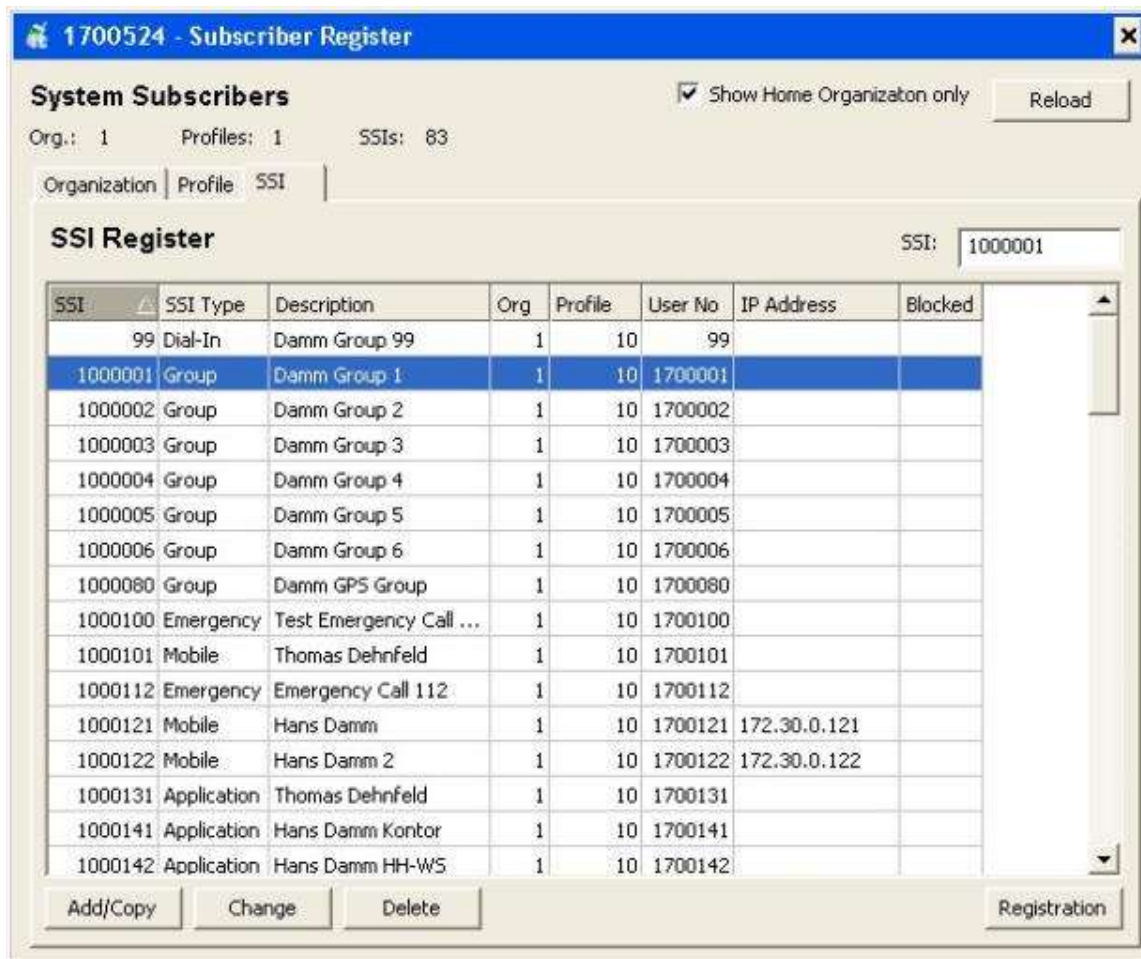 1700524 - Subscriber Register
System Subscribers
Show Home Organizaton only
Reload
Org.: 1 Profiles: 1 SSIs: 83
Organization Profile SSI
SSI Register
SSI: 1000001
SSI SSI Type Description Org Profile User No IP Address Blocked
99 Dial-In Damm Group 99 1 10 99
1000001 Group Damm Group 1 1 10 1700001
1000002 Group Damm Group 2 1 10 1700002
1000003 Group Damm Group 3 1 10 1700003
1000004 Group Damm Group 4 1 10 1700004
1000005 Group Damm Group 5 1 10 1700005
1000006 Group Damm Group 6 1 10 1700006
1000080 Group Damm GPS Group 1 10 1700080
1000100 Emergency Test Emergency Call ... 1 10 1700100
1000101 Mobile Thomas Dehnfeld 1 10 1700101
1000112 Emergency Emergency Call 112 1 10 1700112
1000121 Mobile Hans Damm 1 10 1700121 172.30.0.121
1000122 Mobile Hans Damm 2 1 10 1700122 172.30.0.122
1000131 Application Thomas Dehnfeld 1 10 1700131
1000141 Application Hans Damm Kontor 1 10 1700141
1000142 Application Hans Damm HH-WS 1 10 1700142
Add/Copy Change Delete Registration